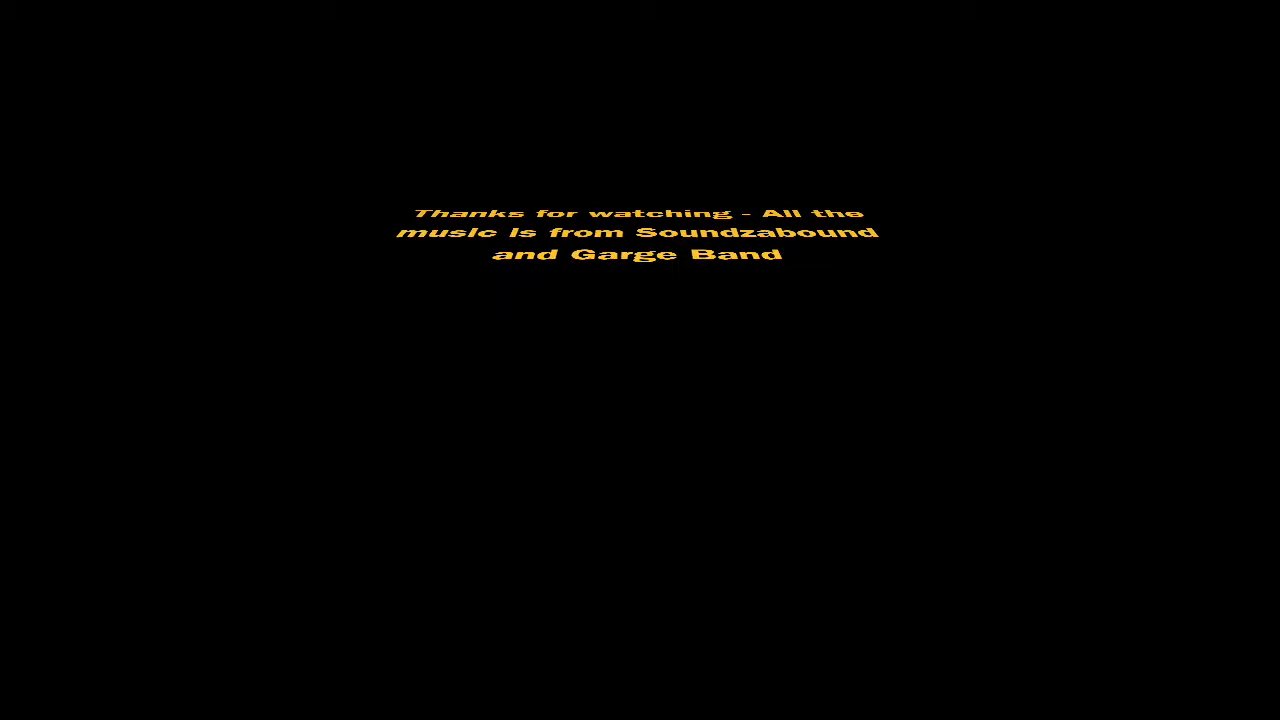 Thanks for watching - All the
music is from Soundzabound
and Garge Band